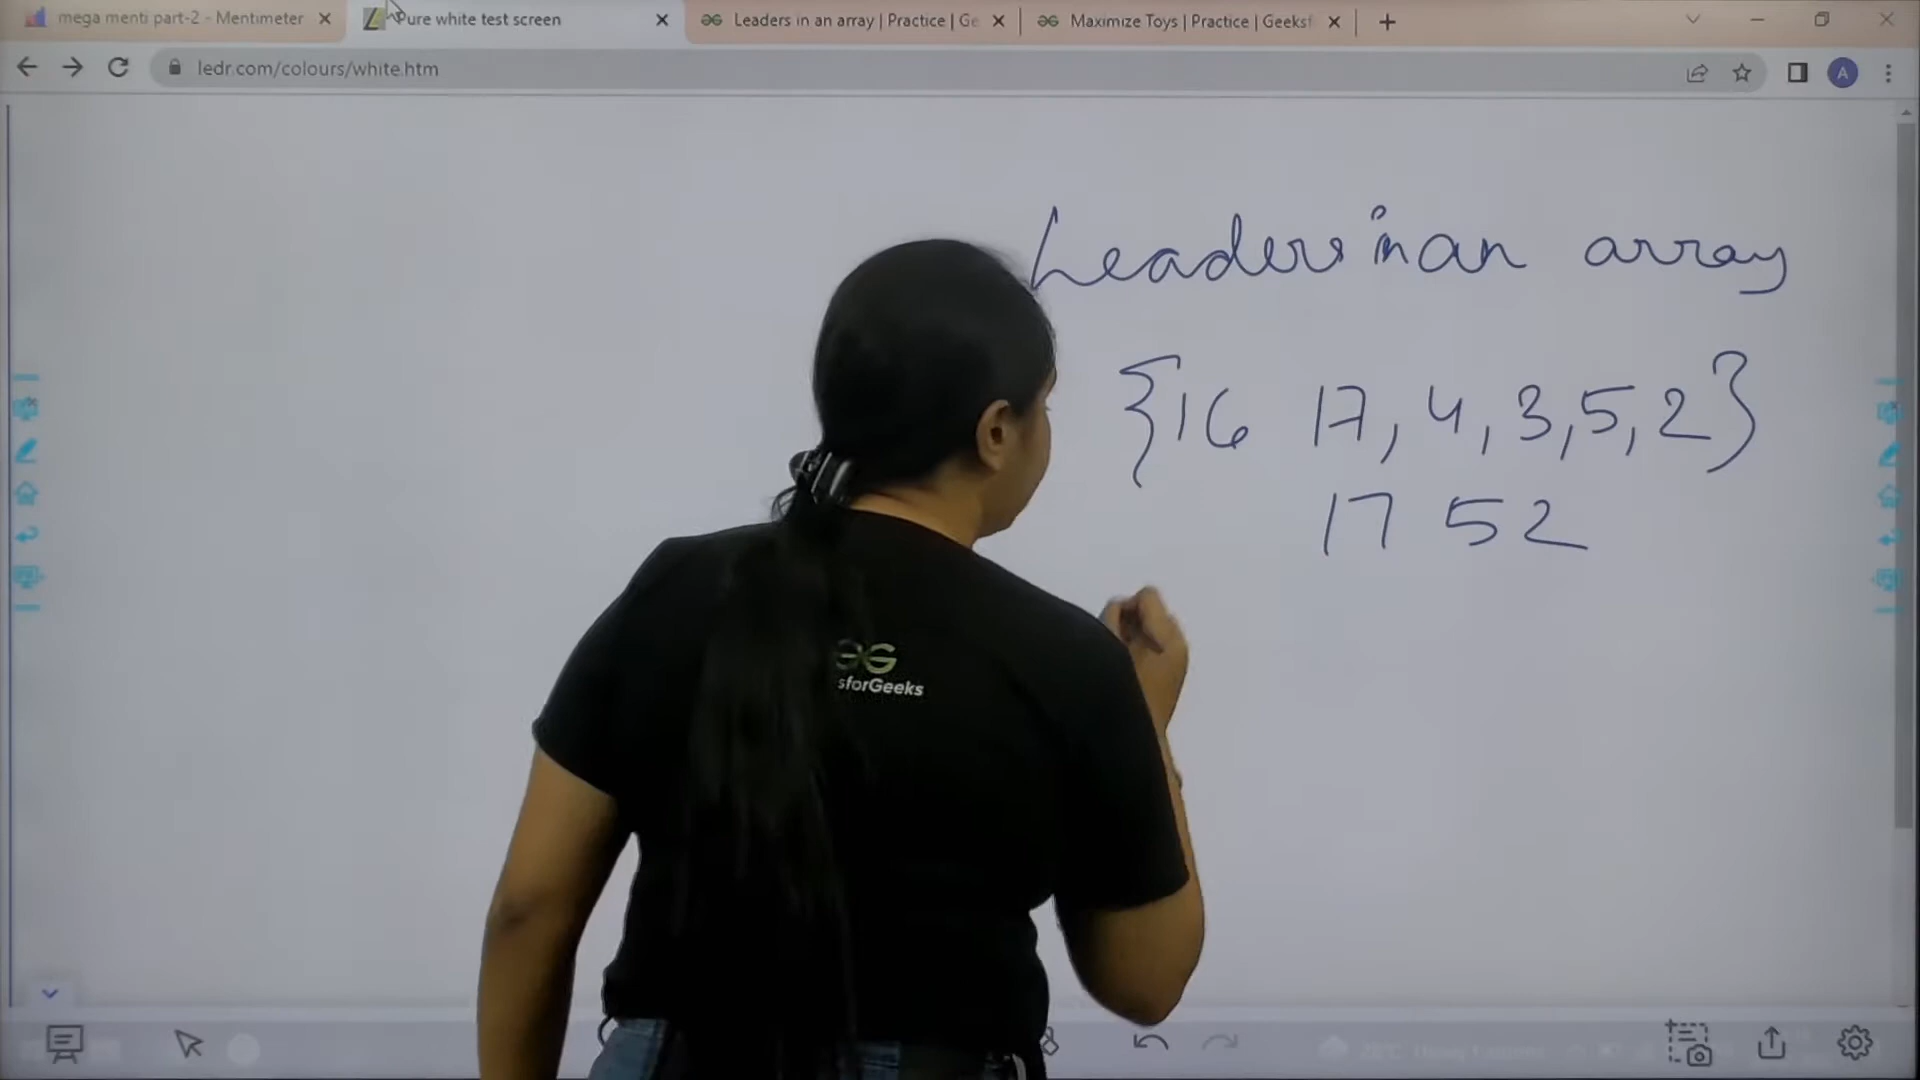 mega menti part-2 - Mentimeter
Pure white test screen
Leaders in an array | Practice | Ge
Maximize Toys | Practice | Geeksf
ledr.com/colours/white.htm
A
Leaders in an array
{16 17, 4, 3, 5, 2}
17 5 2
sforGeeks